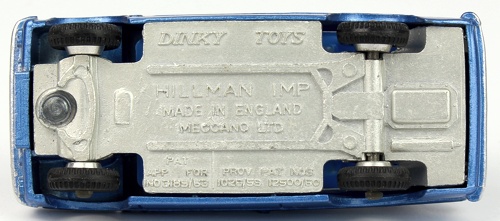 DINKY TOYS
HILLMAN IMP
MADE IN ENGLAND
MECCANO LTD
PAT.
APP. FOR PROV. PAT. NOS